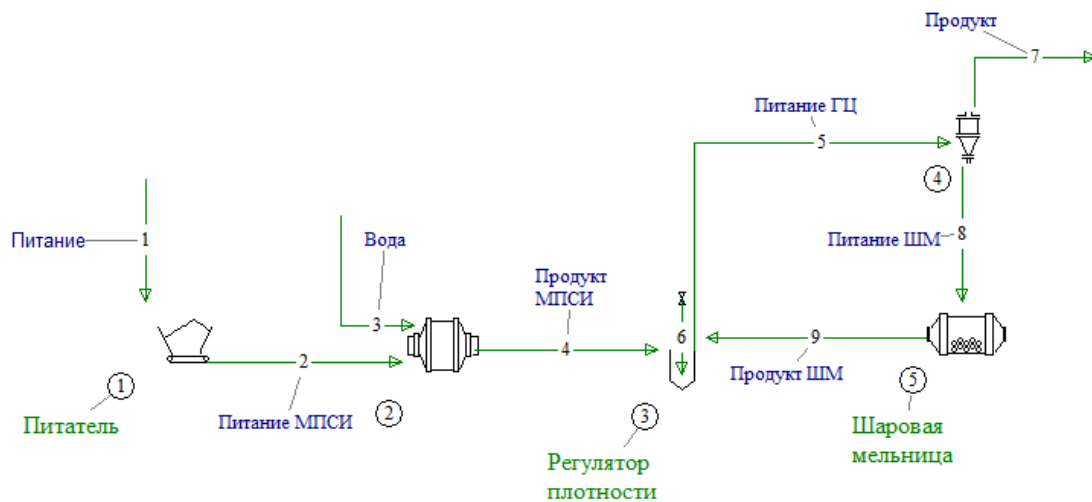 Продукт
7
Питание ГЦ
5
4
Питание
1
Вода
Питание ШМ
8
Продукт
МПСИ
3
6
9
2
4
Продукт ШМ
1
Питатель
Питание МПСИ
2
3
5
Шаровая
мельница
Регулятор
плотности